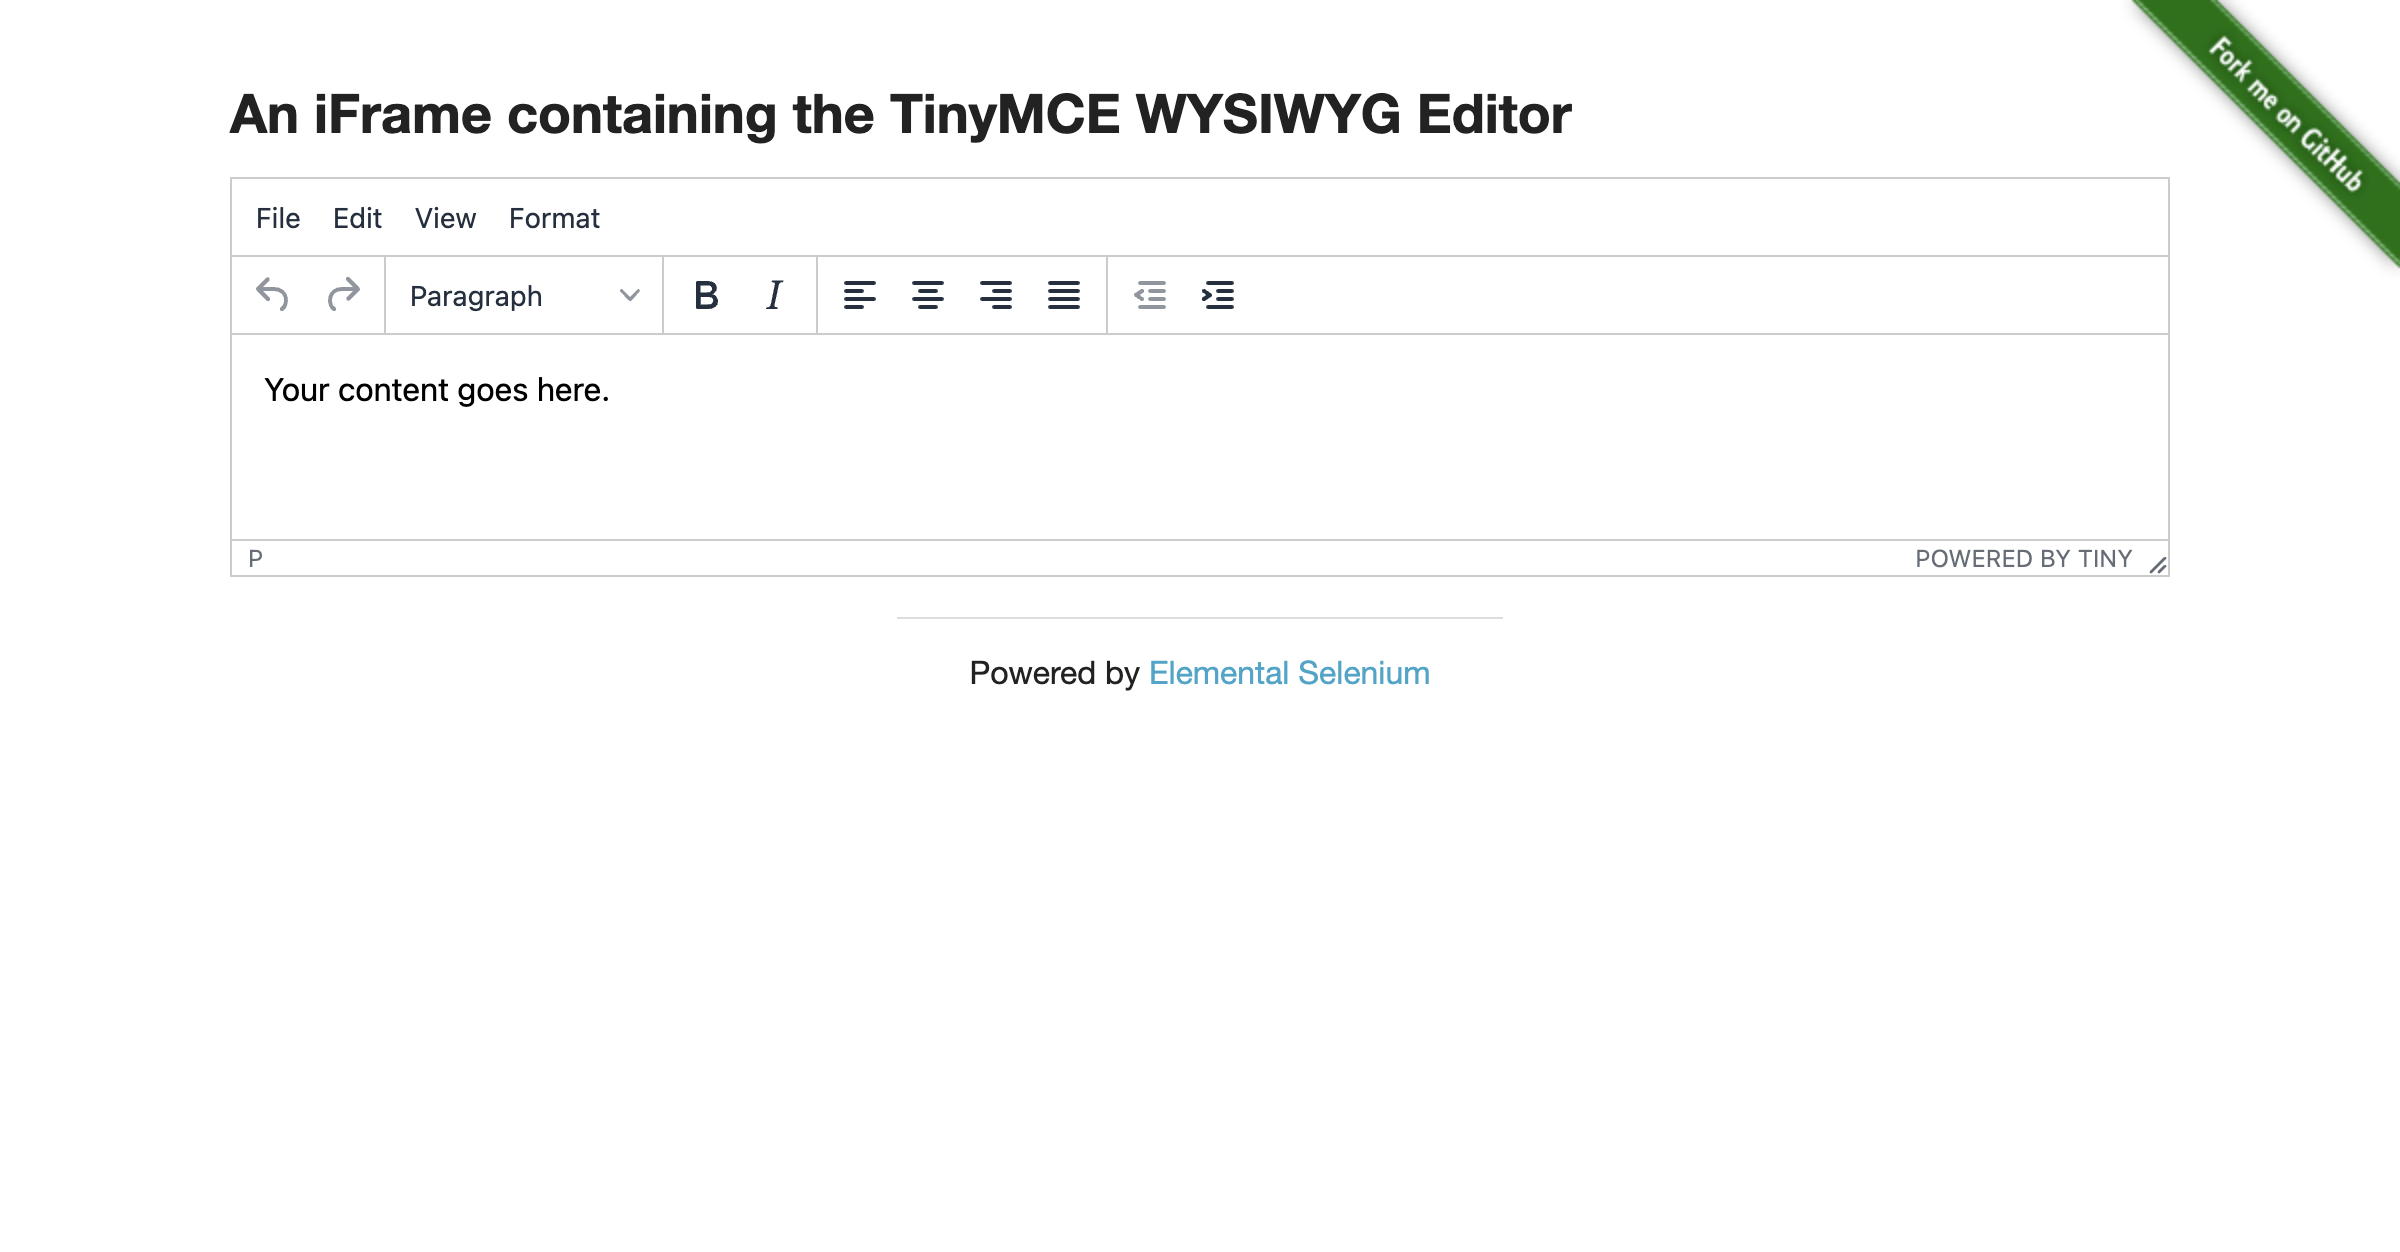 Fork me on GitHub
An iFrame containing the TinyMCE WYSIWYG Editor
File Edit View Format
Paragraph B I
Your content goes here.
P POWERED BY TINY
Powered by Elemental Selenium